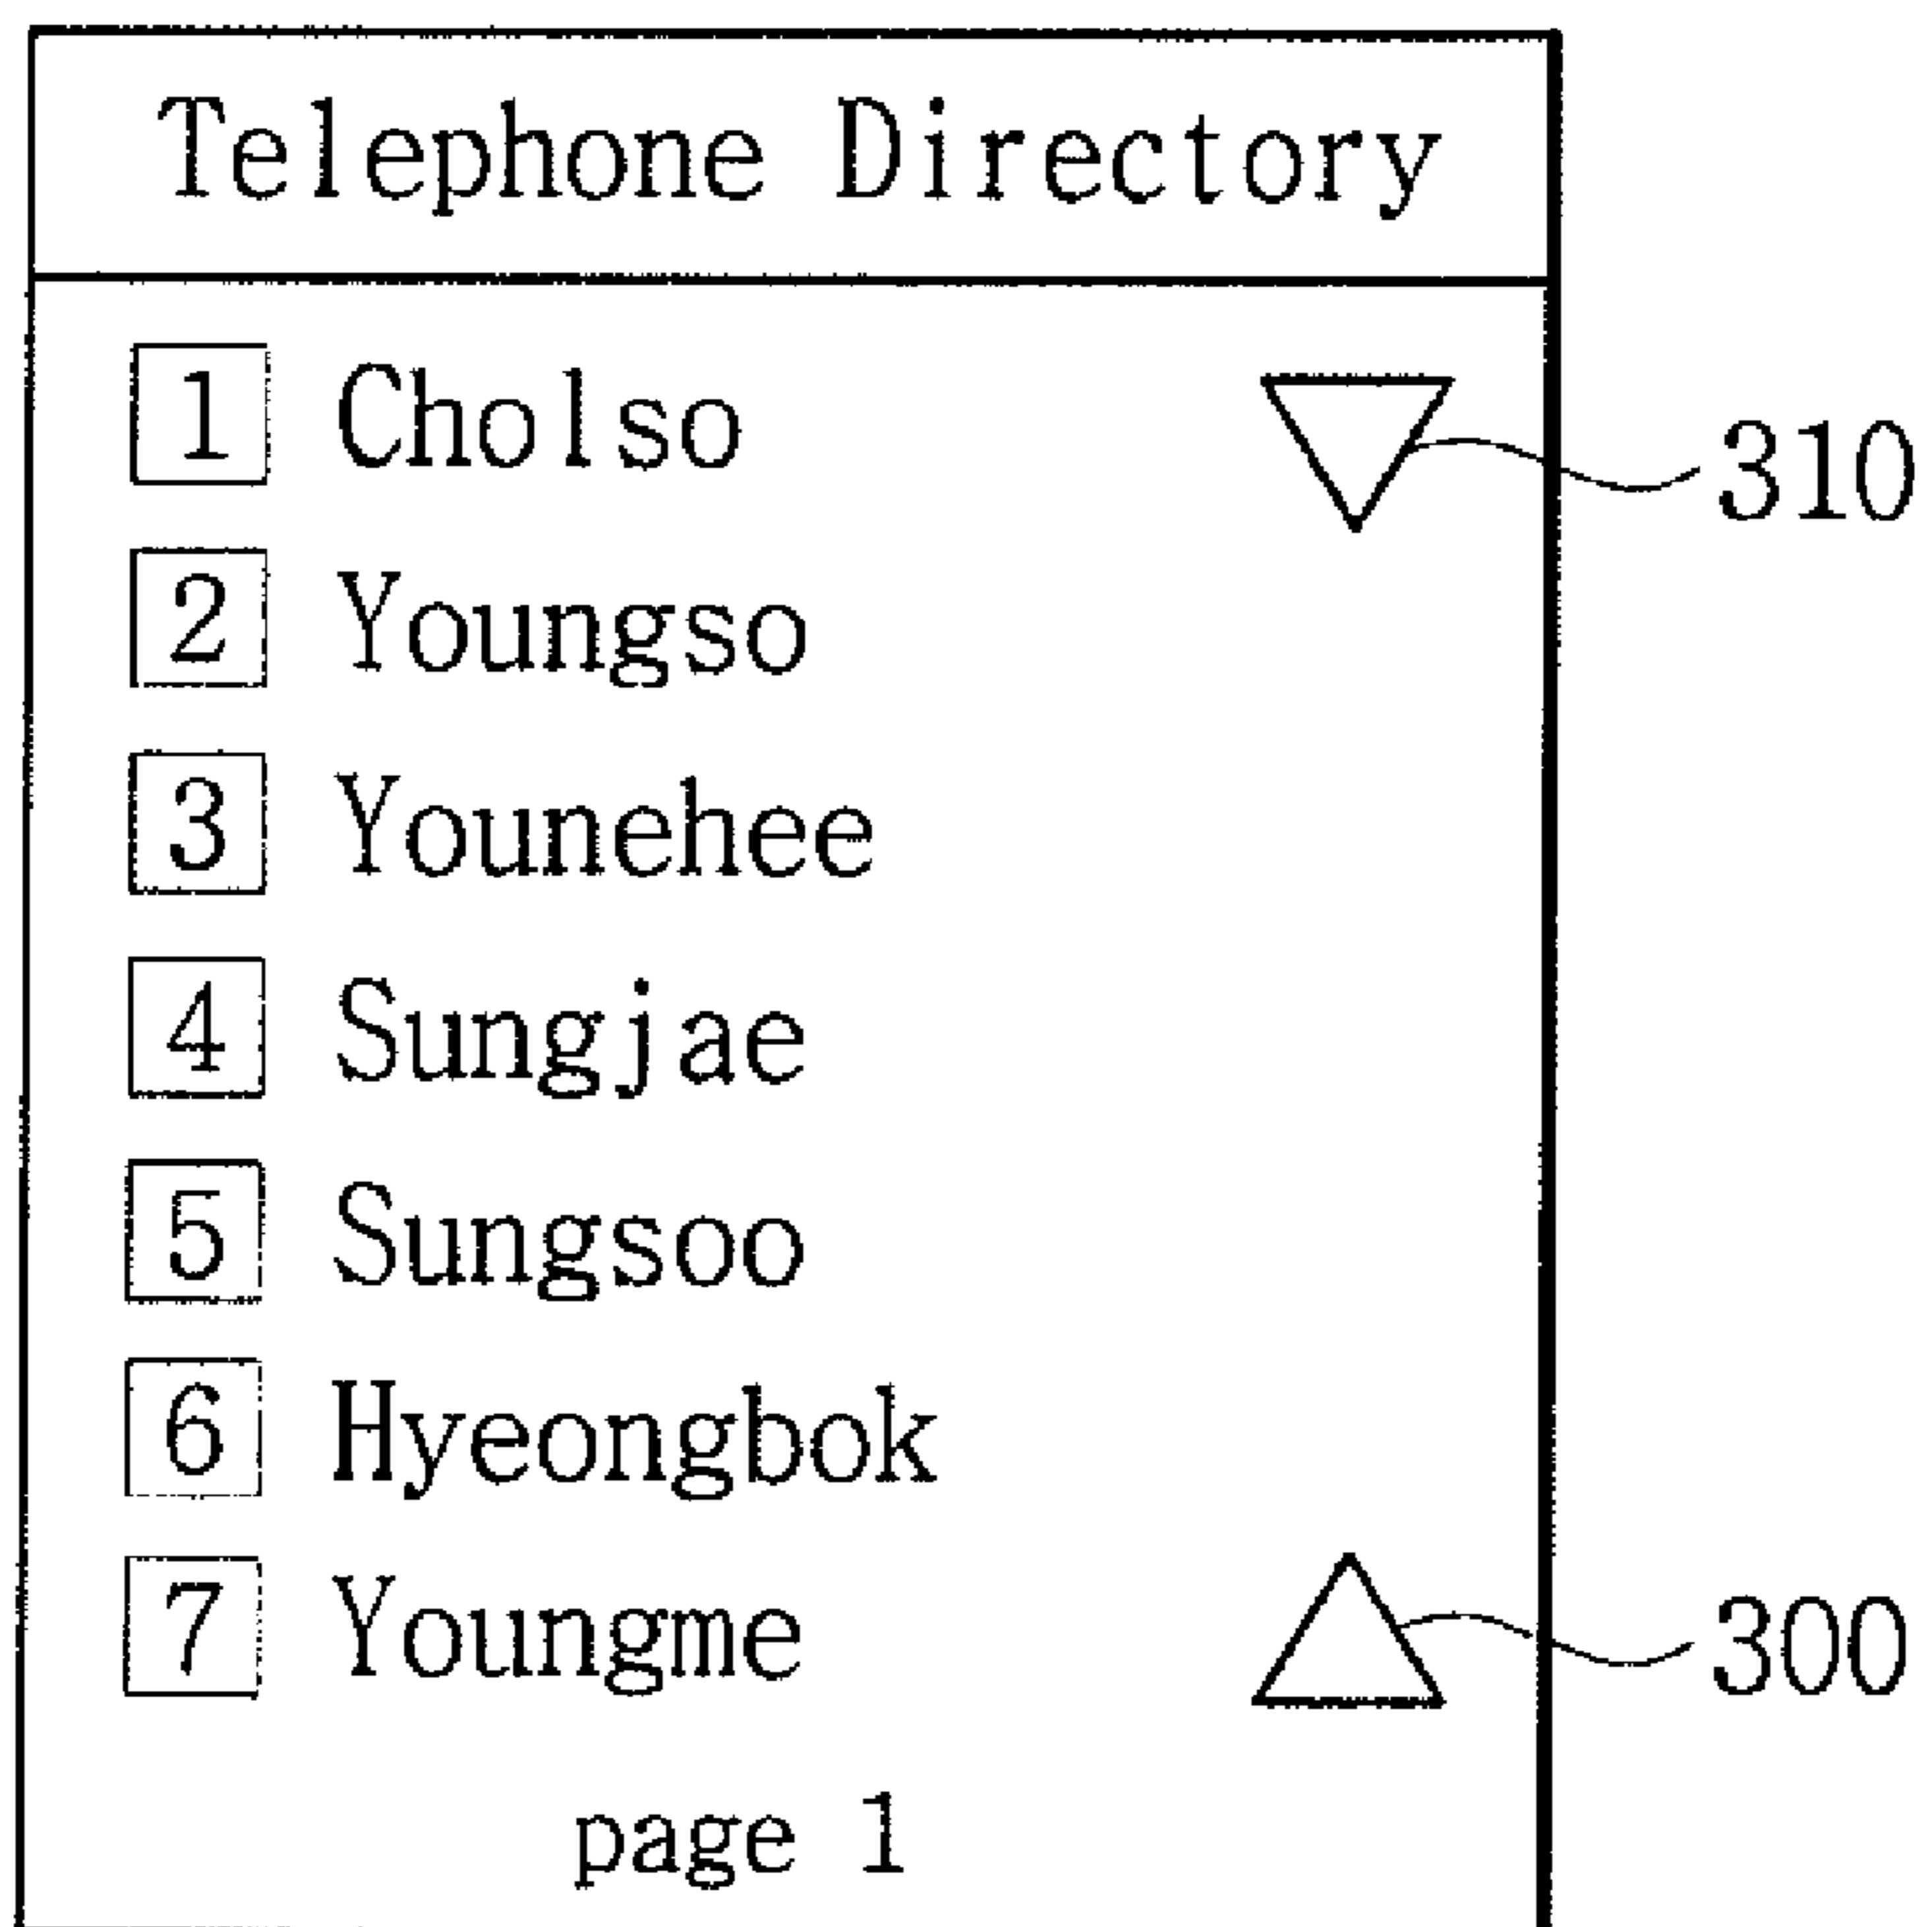 Telephone Directory
1 Cholso
310
2 Youngso
3 Younehee
4 Sungjae
5 Sungsoo
6 Hyeongbok
7 Youngme
300
page 1